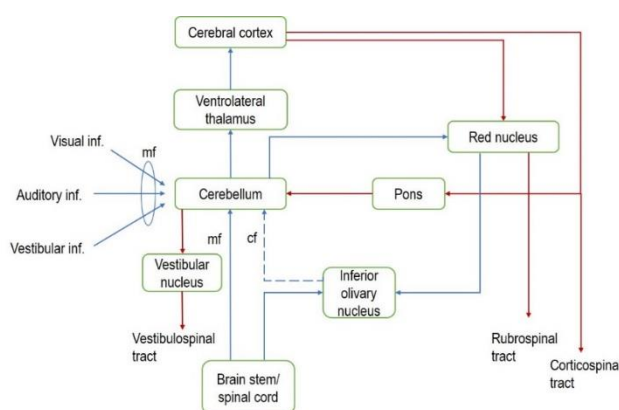 Cerebral cortex
Ventrolateral
thalamus
Red nucleus
Visual inf.
mf
Auditory inf.
Cerebellum
Pons
Vestibular inf.
mf
cf
Vestibular
nucleus
Inferior
olivary
nucleus
Vestibulospinal
tract
Rubrospinal
tract
Corticospina
tract
Brain stem/
spinal cord